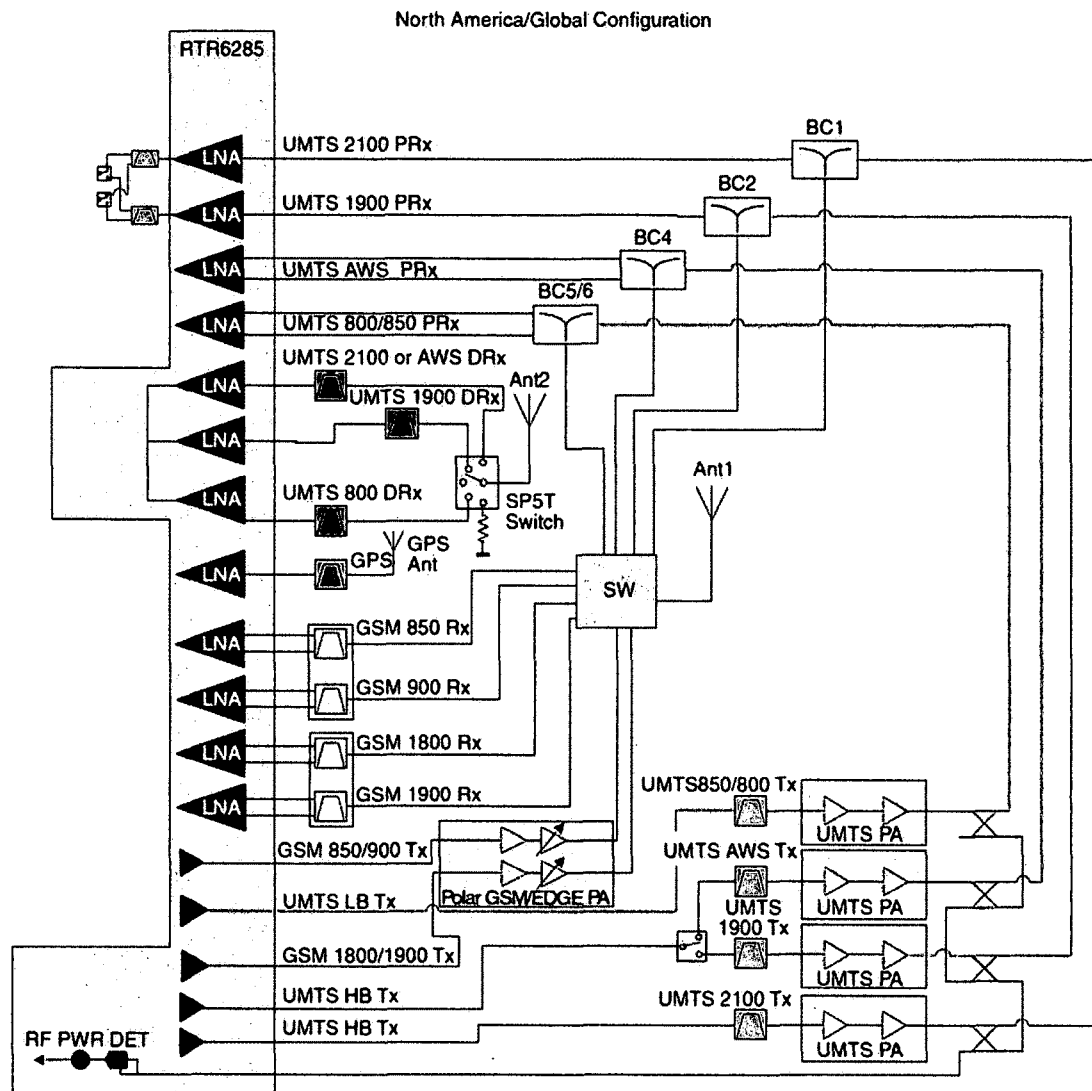 North America/Global Configuration
RTR6285
BC1
LNA
UMTS 2100 PRx
BC2
LNA
UMTS 1900 PRx
BC4
LNA
UMTS AWS PRx
BC5/6
LNA
UMTS 800/850 PRx
UMTS 2100 or AWS DRx
LNA
Ant2
UMTS 1900 DRx
LNA
Ant1
UMTS 800 DRx
LNA
SP5T
Switch
GPS
GPS
Ant
LNA
SW
GSM 850 Rx
LNA
GSM 900 Rx
LNA
GSM 1800 Rx
LNA
GSM 1900 Rx
LNA
UMTS850/800 Tx
UMTS PA
GSM 850/900 Tx
UMTS AWS Tx
Polar GSM/EDGE PA
UMTS LB Tx
UMTS
1900 Tx
UMTS PA
GSM 1800/1900 Tx
UMTS PA
UMTS HB Tx
UMTS 2100 Tx
UMTS HB Tx
UMTS PA
RF PWR DET